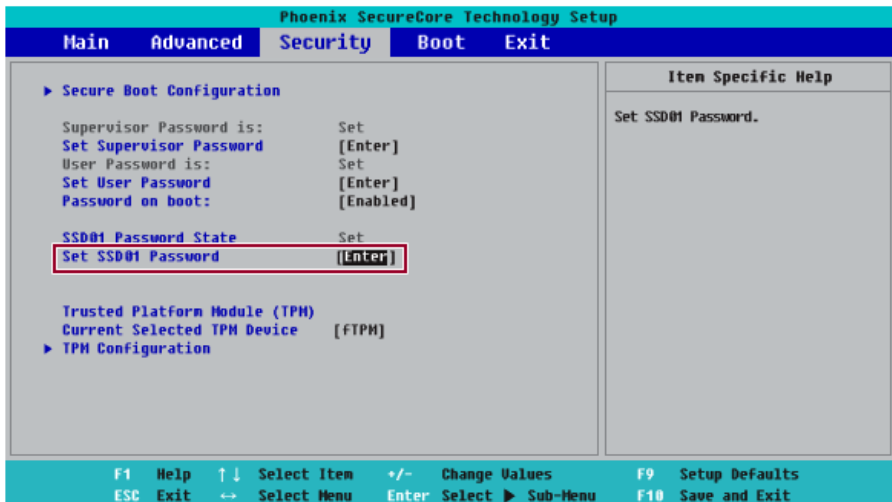 Phoenix SecureCore Technology Setup
Main Advanced Security Boot Exit
Item Specific Help
▶ Secure Boot Configuration
Set SSD01 Password.
Supervisor Password is: Set
Set Supervisor Password [Enter]
User Password is: Set
Set User Password [Enter]
Password on boot: [Enabled]
SSD01 Password State Set
Set SSD01 Password [Enter]
Trusted Platform Module (TPM)
Current Selected TPM Device [fTPM]
▶ TPM Configuration
F1 Help ↑↓ Select Item +/- Change Values F9 Setup Defaults
ESC Exit ↔ Select Menu Enter Select ▶ Sub-Menu F10 Save and Exit